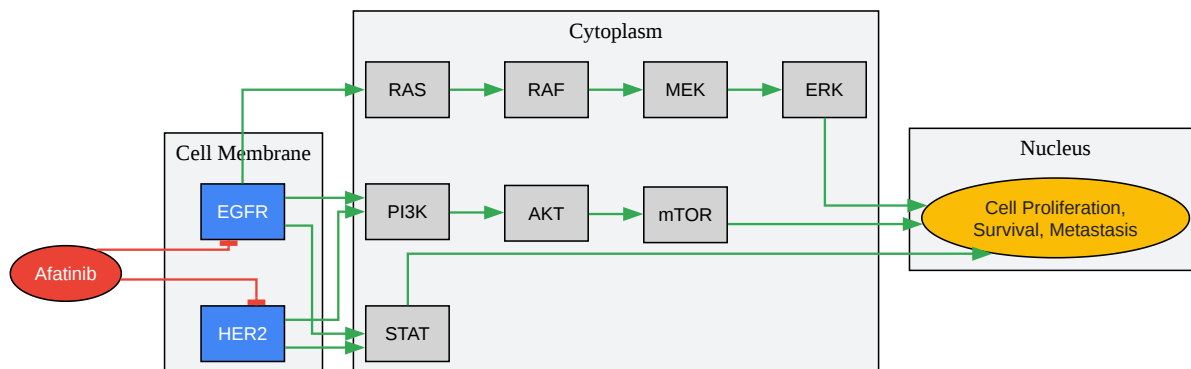 Cytoplasm
RAS
RAF
MEK
ERK
Cell Membrane
Nucleus
EGFR
PI3K
AKT
mTOR
Cell Proliferation,
Survival, Metastasis
Afatinib
HER2
STAT